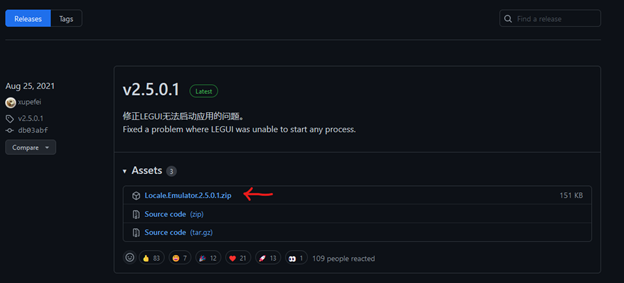 Releases
Tags
Find a release
Aug 25, 2021
xupefei
v2.5.0.1
db03abf
Compare
v2.5.0.1
Latest
修正LEGUI无法启动应用的问题。
Fixed a problem where LEGUI was unable to start any process.
Assets 3
Locale.Emulator.2.5.0.1.zip
151 KB
Source code (zip)
Source code (tar.gz)
83
7
12
21
13
1
109 people reacted